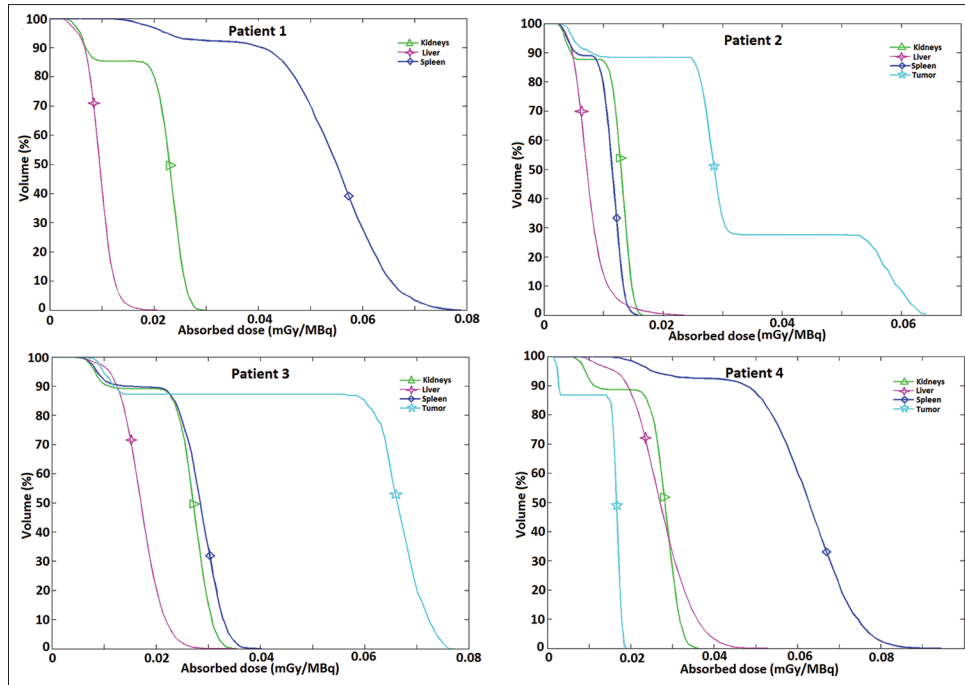 Patient 1
Kidneys
Liver
Spleen
Volume (%)
100
90
80
70
60
50
40
30
20
10
0
0
0.02
0.04
0.06
0.08
Absorbed dose (mGy/MBq)
Patient 2
Kidneys
Liver
Spleen
Tumor
Volume (%)
100
90
80
70
60
50
40
30
20
10
0
0
0.02
0.04
0.06
Absorbed dose (mGy/MBq)
Patient 3
Kidneys
Liver
Spleen
Tumor
Volume (%)
100
90
80
70
60
50
40
30
20
10
0
0
0.02
0.04
0.06
0.08
Absorbed dose (mGy/MBq)
Patient 4
Kidneys
Liver
Spleen
Tumor
Volume (%)
100
90
80
70
60
50
40
30
20
10
0
0
0.02
0.04
0.06
0.08
Absorbed dose (mGy/MBq)